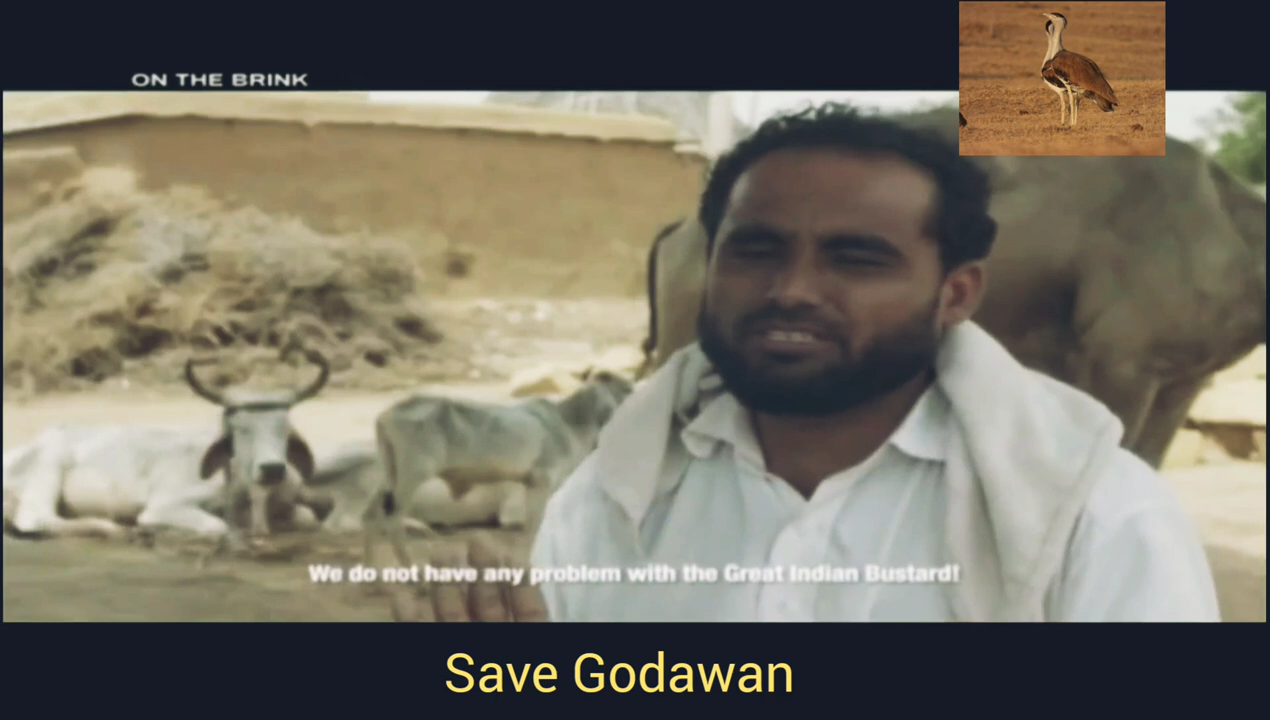 ON THE BRINK
We do not have any problem with the Great Indian Bustard!
Save Godawan